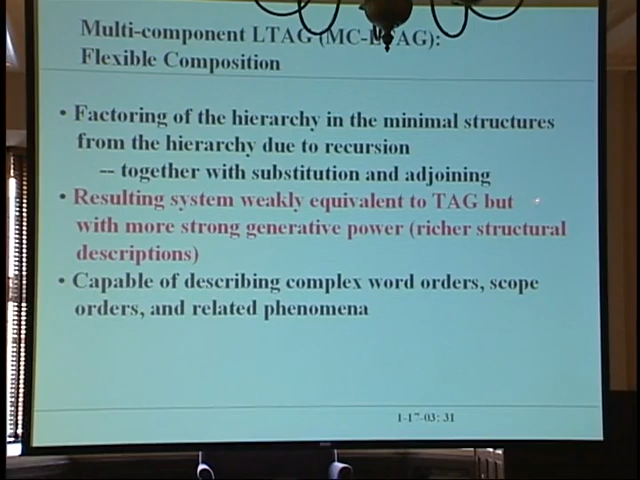 Multi-component LTAG (MC-LTAG):
Flexible Composition
• Factoring of the hierarchy in the minimal structures
from the hierarchy due to recursion
-- together with substitution and adjoining
• Resulting system weakly equivalent to TAG but
with more strong generative power (richer structural
descriptions)
• Capable of describing complex word orders, scope
orders, and related phenomena
1-17-03: 31